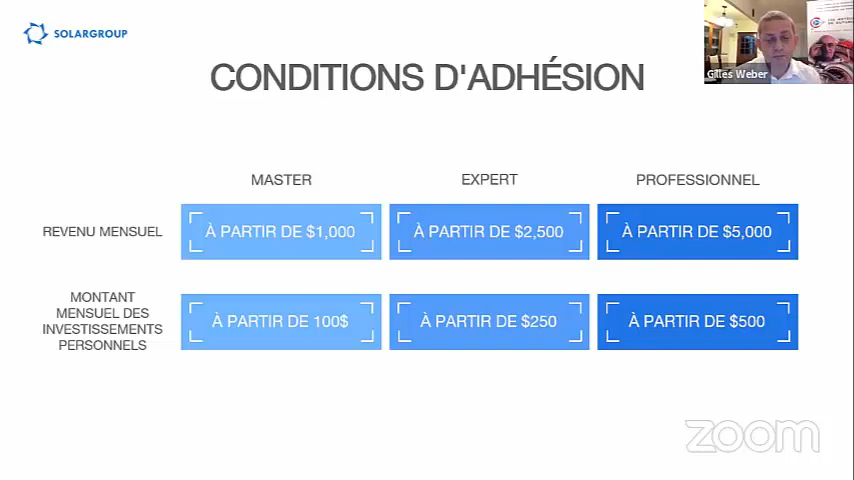 SOLARGROUP
Gilles Weber
CONDITIONS D'ADHÉSION
MASTER
EXPERT
PROFESSIONNEL
REVENU MENSUEL
À PARTIR DE $1,000
À PARTIR DE $2,500
À PARTIR DE $5,000
MONTANT
MENSUEL DES
INVESTISSEMENTS
PERSONNELS
À PARTIR DE 100$
À PARTIR DE $250
À PARTIR DE $500
zoom